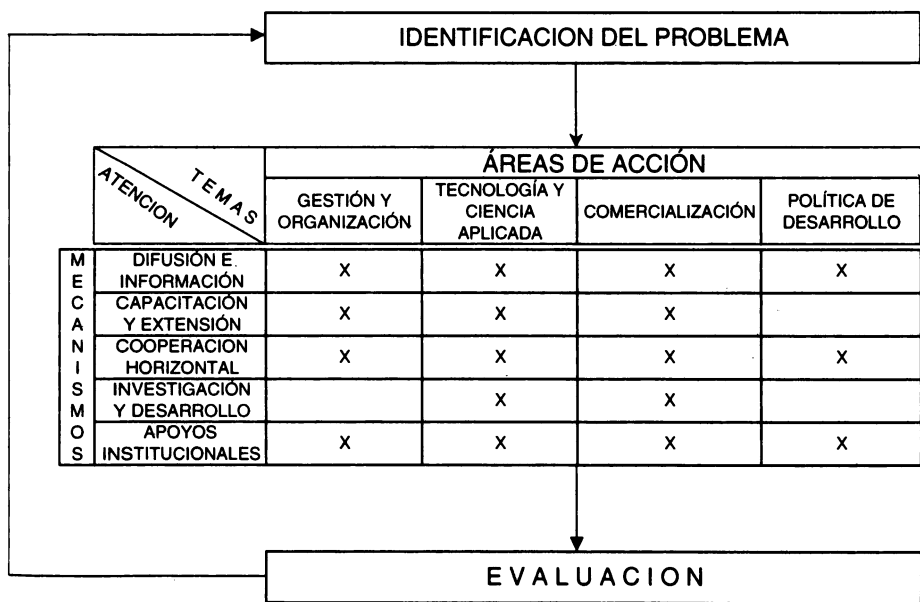 IDENTIFICACION DEL PROBLEMA
ATENCION
TEMAS
ÁREAS DE ACCIÓN
GESTIÓN Y
ORGANIZACIÓN
TECNOLOGÍA Y
CIENCIA
APLICADA
COMERCIALIZACIÓN
POLÍTICA DE
DESARROLLO
MECANISMOS
DIFUSIÓN E
INFORMACIÓN
X X X X
CAPACITACIÓN
Y EXTENSIÓN
X X X
COOPERACION
HORIZONTAL
X X X X
INVESTIGACIÓN
Y DESARROLLO
X X
APOYOS
INSTITUCIONALES
X X X X
EVALUACION